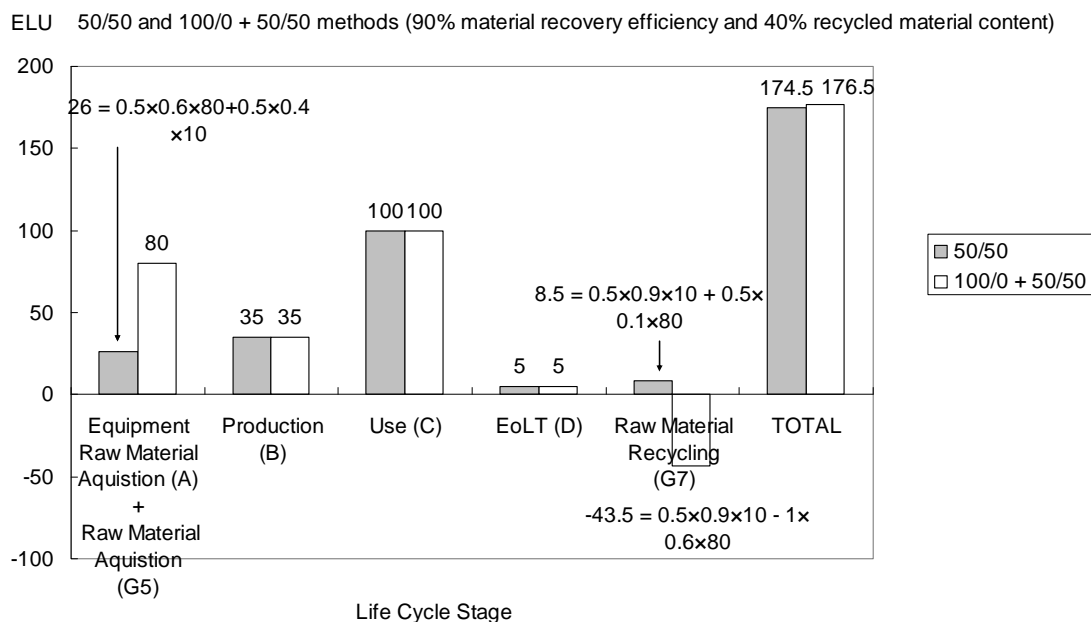 ELU 50/50 and 100/0 + 50/50 methods (90% material recovery efficiency and 40% recycled material content)
200
150
100
50
0
-50
-100
26 = 0.5×0.6×80+0.5×0.4
×10
80
35 35
100 100
5 5
8.5 = 0.5×0.9×10 + 0.5×
0.1×80
-43.5 = 0.5×0.9×10 - 1×
0.6×80
174.5 176.5
Equipment
Raw Material
Aquistion (A)
+
Raw Material
Aquistion
(G5)
Production
(B)
Use (C)
EoLT (D)
Raw Material
Recycling
(G7)
TOTAL
Life Cycle Stage
50/50
100/0 + 50/50